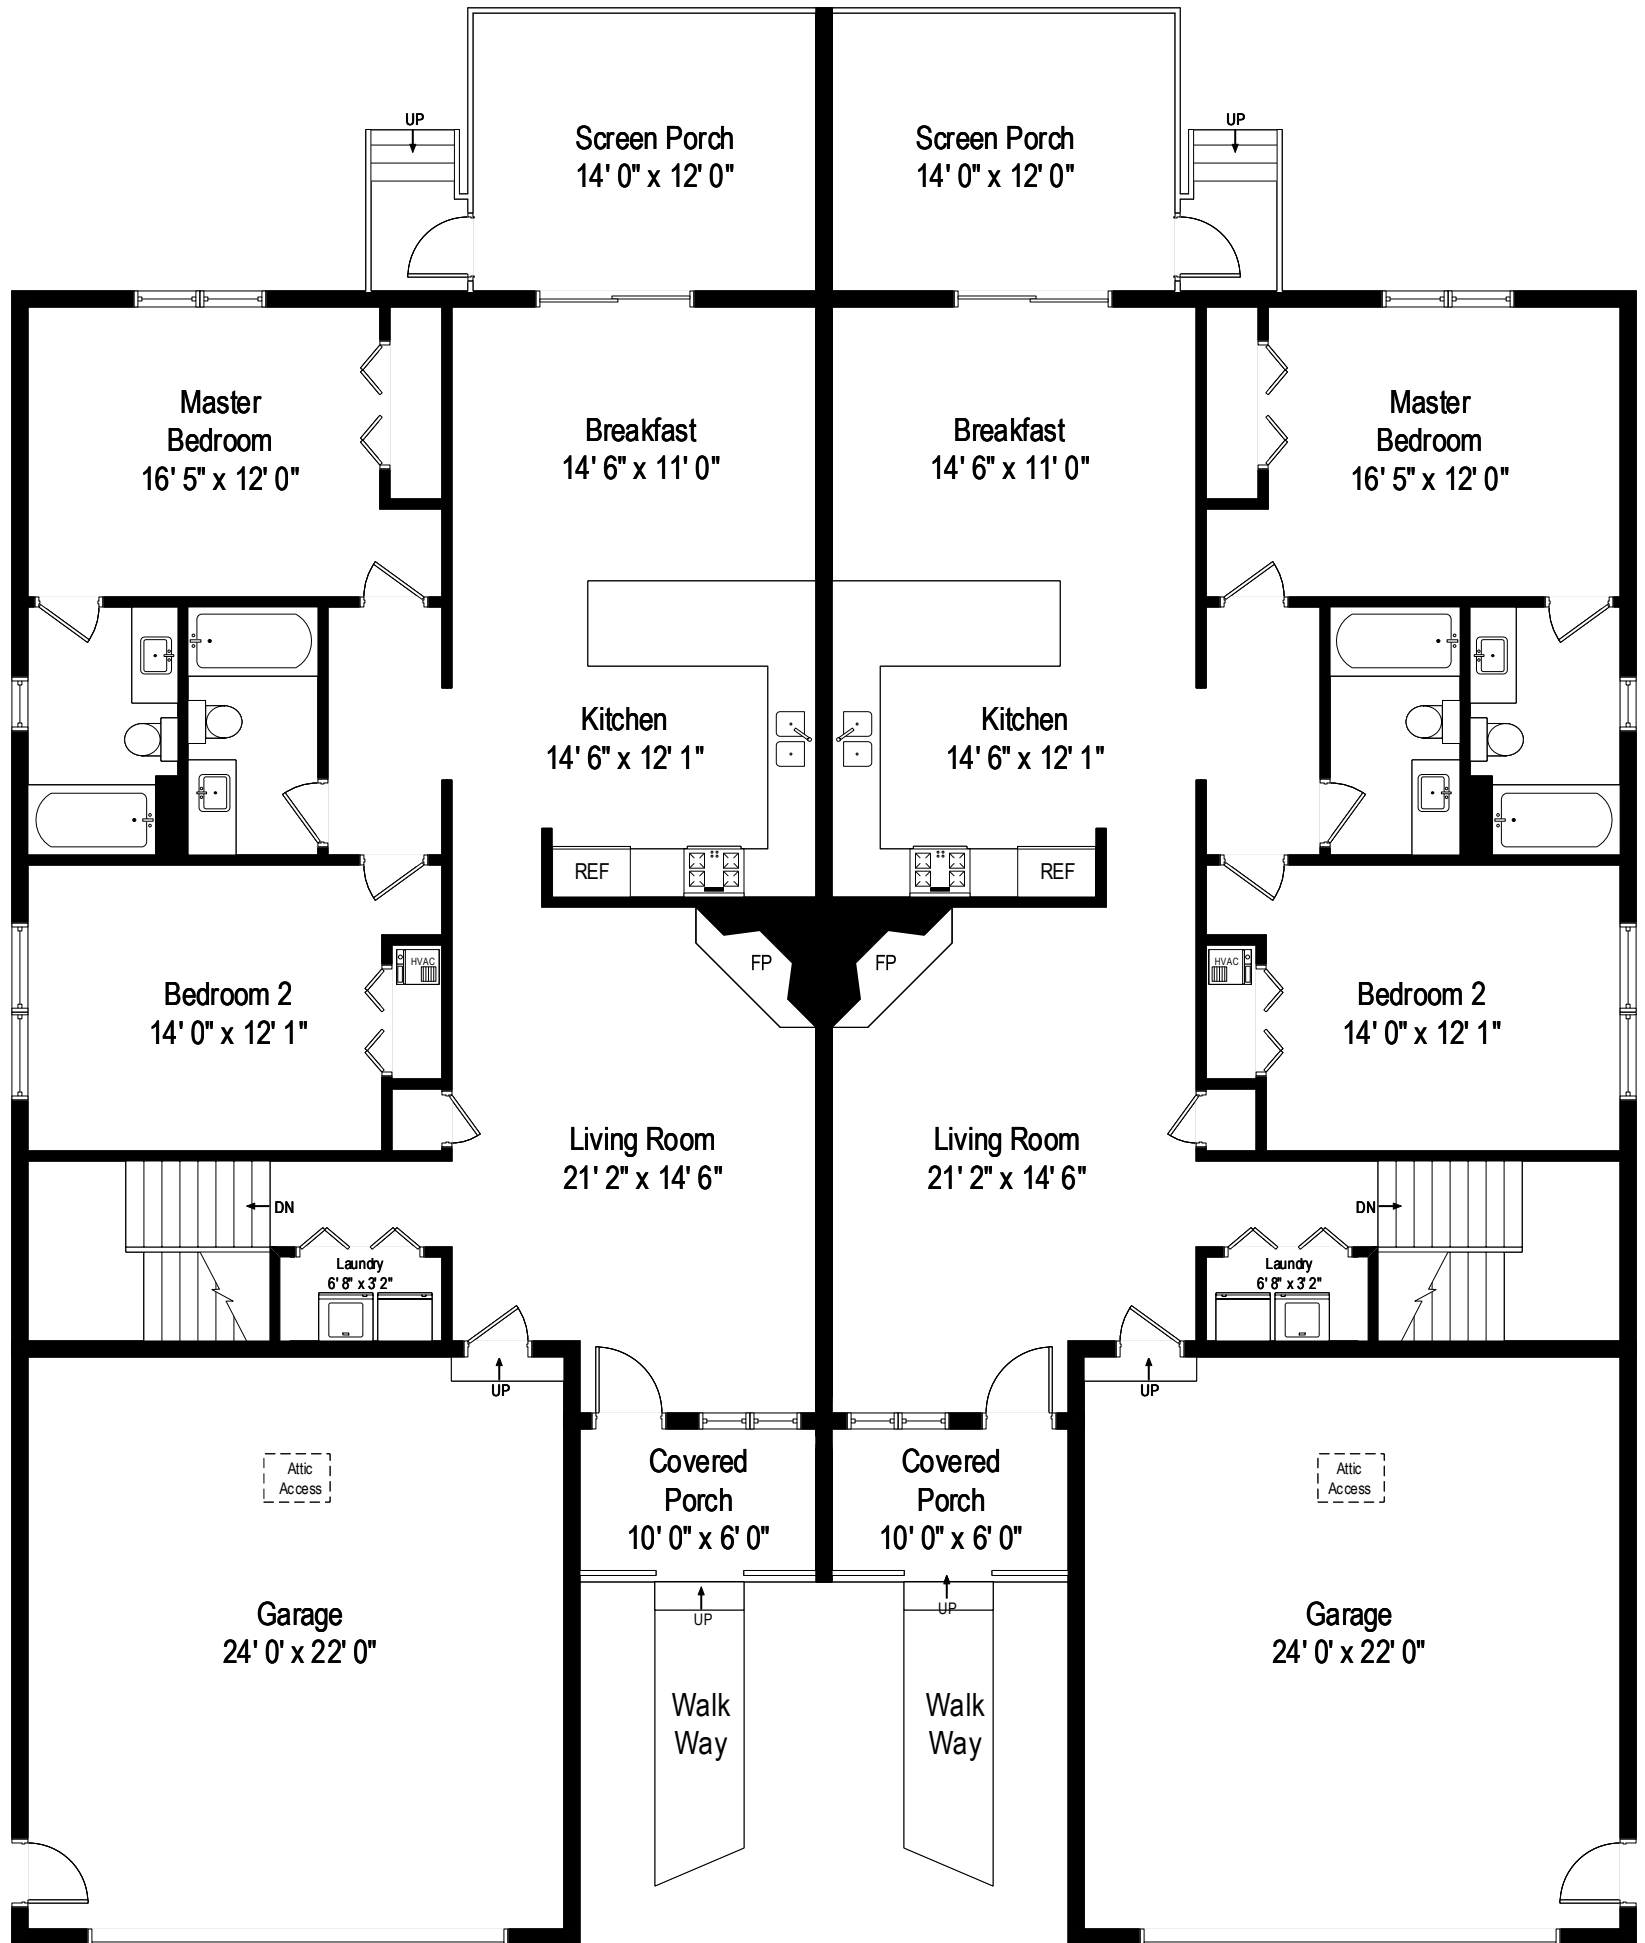 UP
UP
Screen Porch
14' 0" x 12' 0"
Screen Porch
14' 0" x 12' 0"
Master
Bedroom
16' 5" x 12' 0"
Breakfast
14' 6" x 11' 0"
Breakfast
14' 6" x 11' 0"
Master
Bedroom
16' 5" x 12' 0"
Kitchen
14' 6" x 12' 1"
Kitchen
14' 6" x 12' 1"
REF
REF
HVAC
FP
FP
HVAC
Bedroom 2
14' 0" x 12' 1"
Bedroom 2
14' 0" x 12' 1"
Living Room
21' 2" x 14' 6"
Living Room
21' 2" x 14' 6"
DN
DN
Laundry
6' 8" x 3' 2"
Laundry
6' 8" x 3' 2"
UP
UP
Attic
Access
Covered
Porch
10' 0" x 6' 0"
Covered
Porch
10' 0" x 6' 0"
Attic
Access
UP
UP
Garage
24' 0' x 22' 0"
Garage
24' 0' x 22' 0"
Walk
Way
Walk
Way